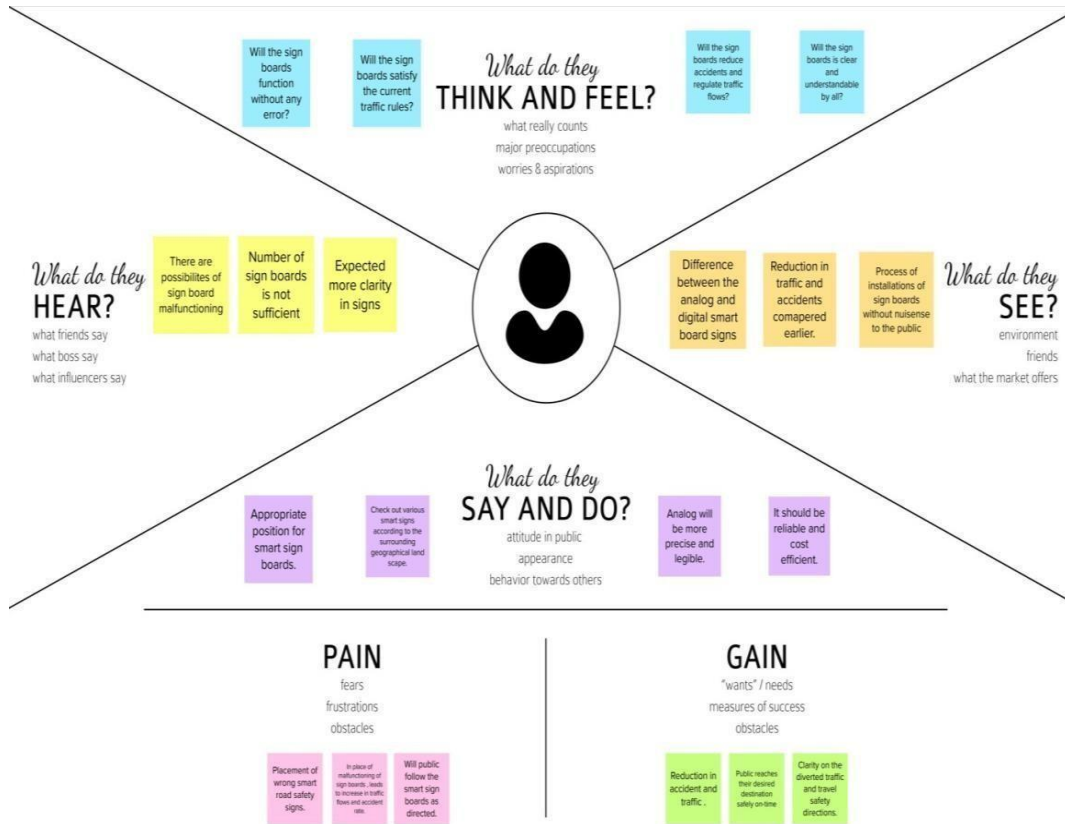 What do they
THINK AND FEEL?
what really counts
major preoccupations
worries & aspirations
Will the sign
boards
function
without any
error?
Will the sign
boards satisfy
the current
traffic rules?
Will the sign
boards reduce
accidents and
regulate traffic
flows?
Will the sign
boards is clear
and
understandable
by all?
What do they
HEAR?
what friends say
what boss say
what influencers say
There are
possibilites of
sign board
malfunctioning
Number of
sign boards
is not
sufficient
Expected
more clarity
in signs
Difference
between the
analog and
digital smart
board signs
Reduction in
traffic and
accidents
comapered
earlier.
Process of
installations of
sign boards
without nuisense
to the public
What do they
SEE?
environment
friends
what the market offers
What do they
SAY AND DO?
attitude in public
appearance
behavior towards others
Appropriate
position for
smart sign
boards.
Check out various
smart signs
according to the
surrounding
geographical land
scape.
Analog will
be more
precise and
legible.
It should be
reliable and
cost
efficient.
PAIN
fears
frustrations
obstacles
Placement of
wrong smart
road safety
signs.
In place of
malfunctioning of
sign boards , leads
to increase in traffic
flows and accident
rate.
Will public
follow the
smart sign
boards as
directed.
GAIN
"wants" / needs
measures of success
obstacles
Reduction in
accident and
traffic .
Public reaches
their desired
destination
safely on-time
Clarity on the
diverted traffic
and travel
safety
directions.